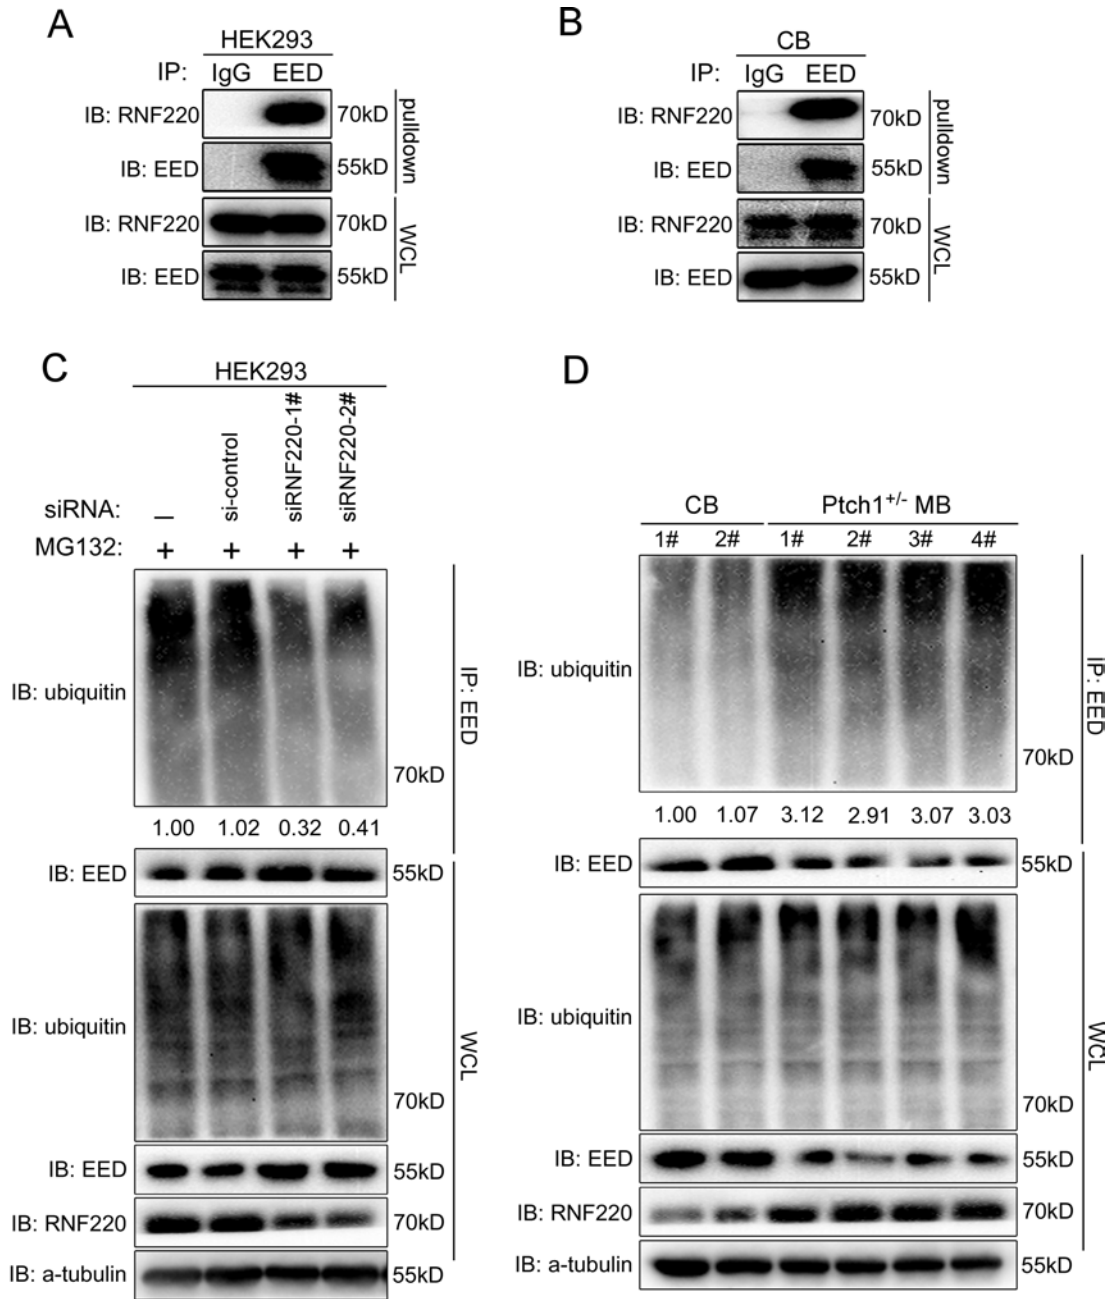 A
HEK293
IP: IgG EED
IB: RNF220 70kD
IB: EED 55kD
pulldown
IB: RNF220 70kD
IB: EED 55kD
WCL
B
CB
IP: IgG EED
IB: RNF220 70kD
IB: EED 55kD
pulldown
IB: RNF220 70kD
IB: EED 55kD
WCL
C
HEK293
siRNA: – si-control siRNF220-1# siRNF220-2#
MG132: + + + +
IB: ubiquitin
70kD
1.00 1.02 0.32 0.41
IP: EED
IB: EED 55kD
IB: ubiquitin
70kD
IB: EED 55kD
IB: RNF220 70kD
IB: a-tubulin 55kD
WCL
D
CB Ptch1+/- MB
1# 2# 1# 2# 3# 4#
IB: ubiquitin
70kD
1.00 1.07 3.12 2.91 3.07 3.03
IP: EED
IB: EED 55kD
IB: ubiquitin
70kD
IB: EED 55kD
IB: RNF220 70kD
IB: a-tubulin 55kD
WCL